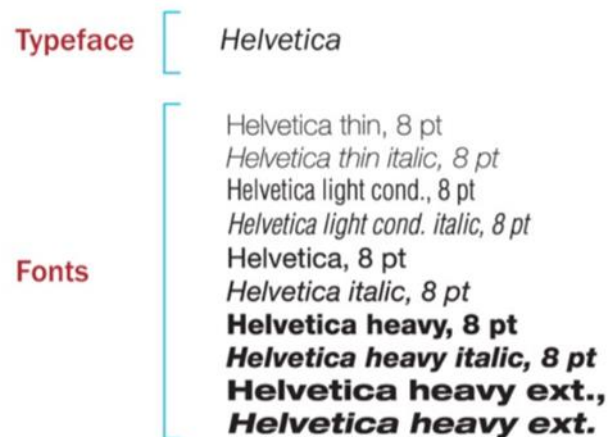 Typeface
Helvetica
Fonts
Helvetica thin, 8 pt
Helvetica thin italic, 8 pt
Helvetica light cond., 8 pt
Helvetica light cond. italic, 8 pt
Helvetica, 8 pt
Helvetica italic, 8 pt
Helvetica heavy, 8 pt
Helvetica heavy italic, 8 pt
Helvetica heavy ext.,
Helvetica heavy ext.